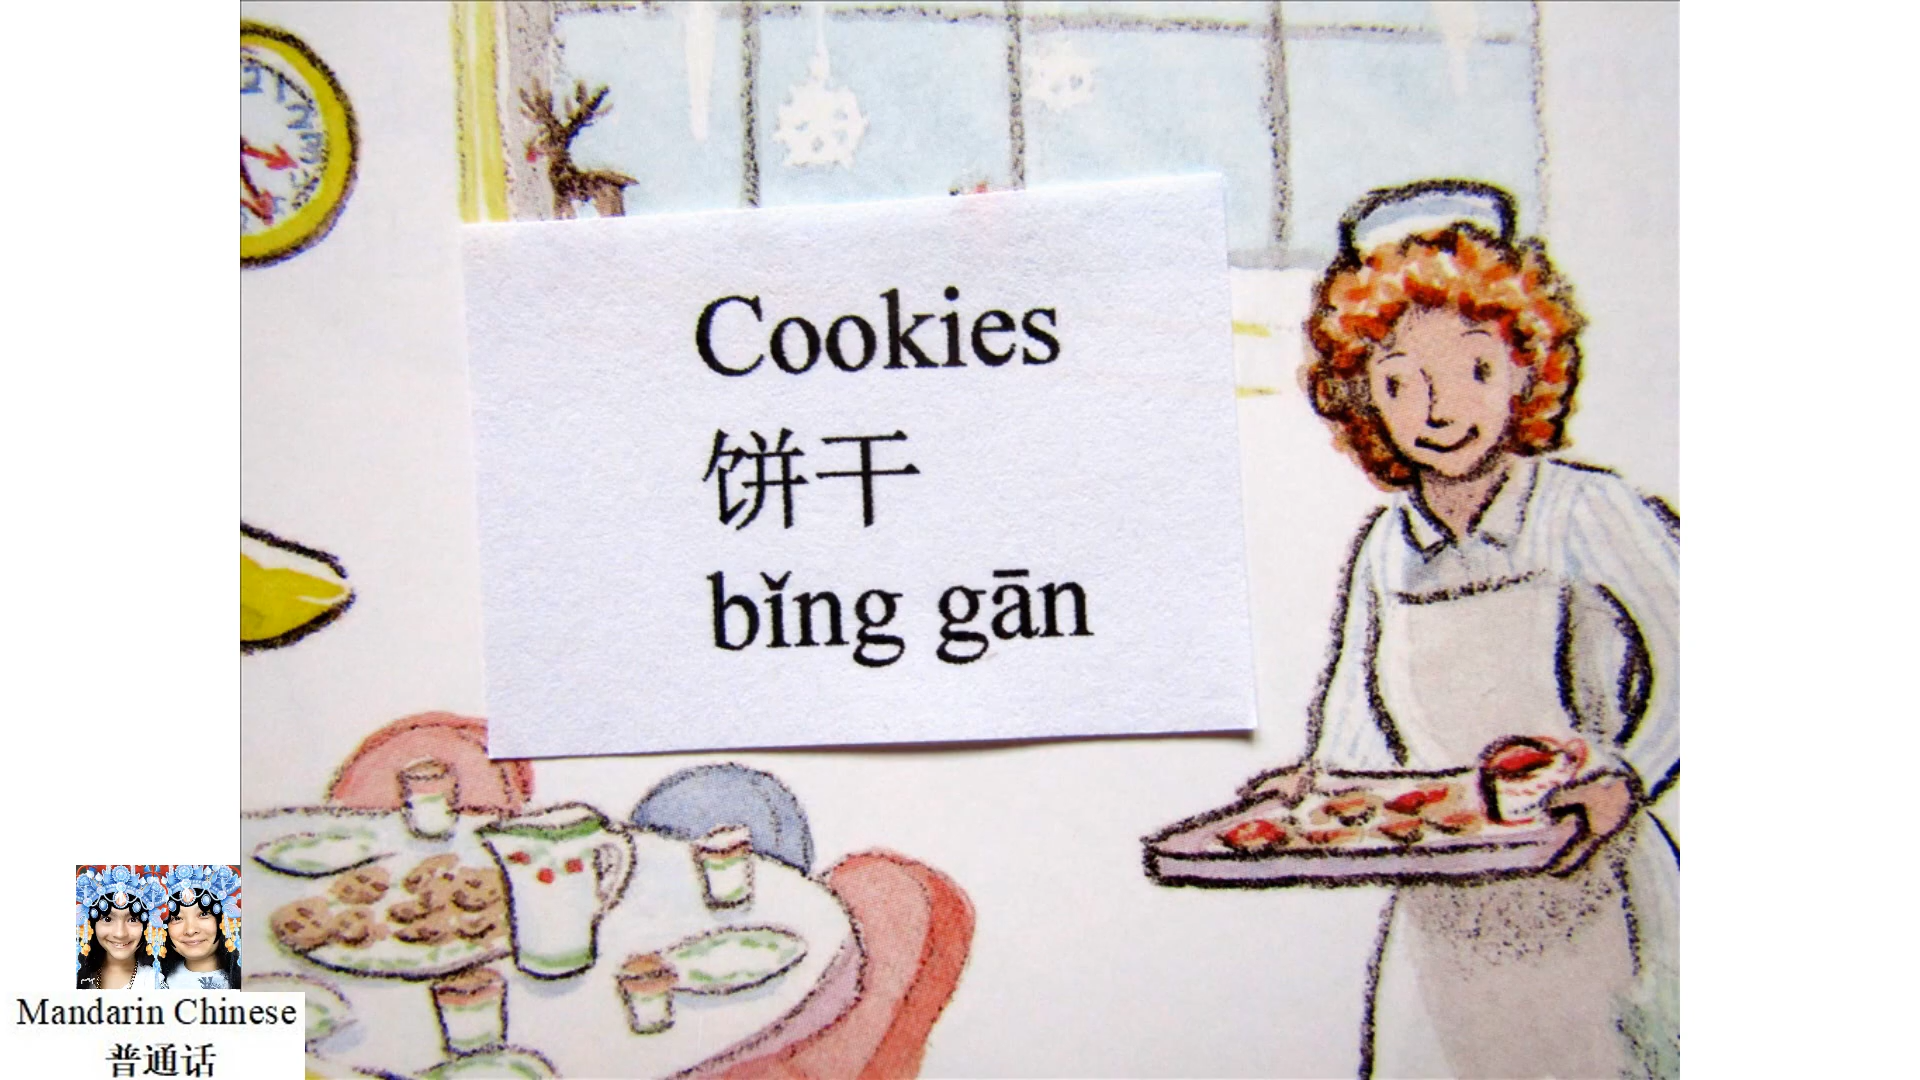 Cookies
饼干
bǐng gān
Mandarin Chinese
普通话